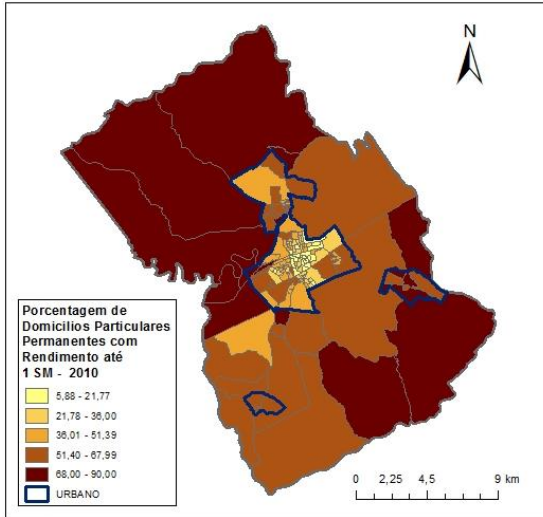 N
Porcentagem de
Domicilios Particulares
Permanentes com
Rendimento até
1 SM - 2010
5,88 - 21,77
21,78 - 36,00
36,01 - 51,39
51,40 - 67,99
68,00 - 90,00
URBANO
0 2,25 4,5 9 km